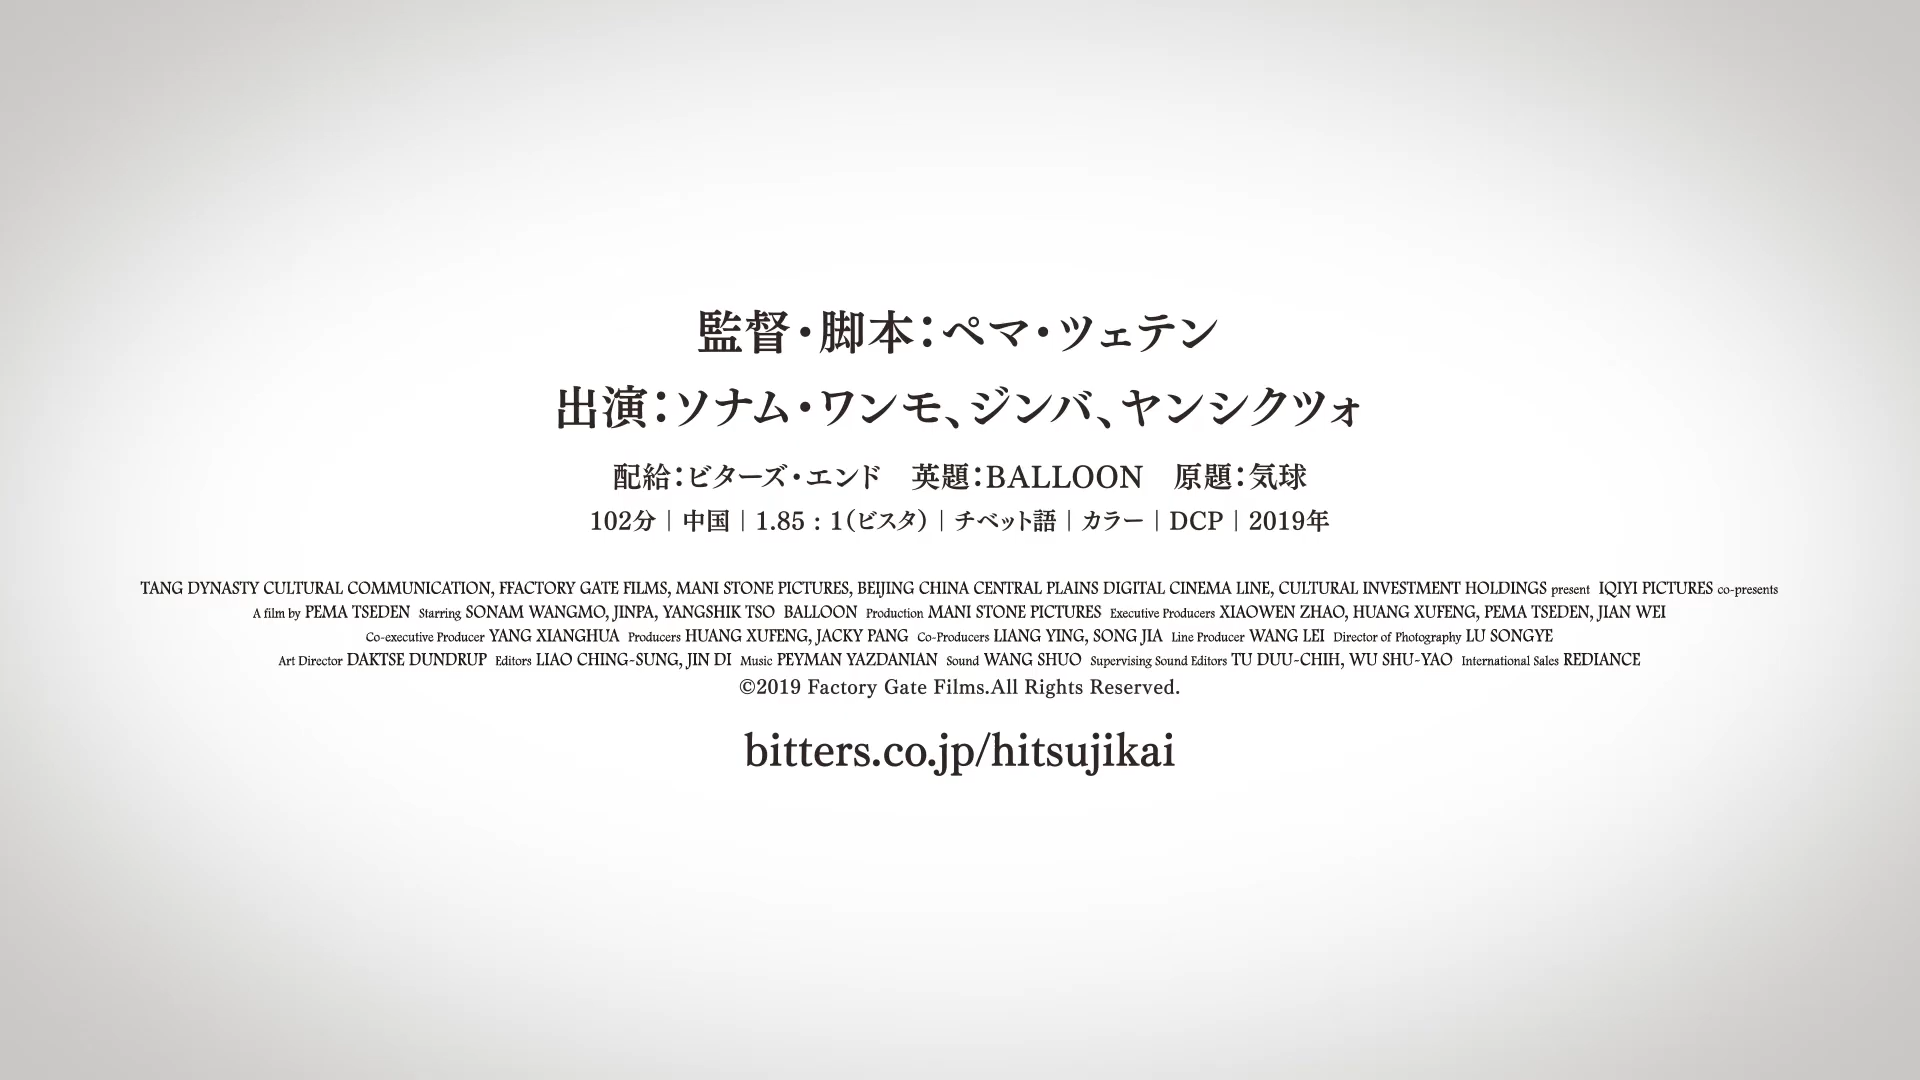 監督・脚本：ペマ・ツェテン
出演：ソナム・ワンモ、ジンバ、ヤンシクツォ
配給：ビターズ・エンド　英題：BALLOON　原題：気球
102分｜中国｜1.85：1（ビスタ）｜チベット語｜カラー｜DCP｜2019年
TANG DYNASTY CULTURAL COMMUNICATION, FFACTORY GATE FILMS, MANI STONE PICTURES, BEIJING CHINA CENTRAL PLAINS DIGITAL CINEMA LINE, CULTURAL INVESTMENT HOLDINGS present IQIYI PICTURES co-presents
A film by PEMA TSEDEN Starring SONAM WANGMO, JINPA, YANGSHIK TSO BALLOON Production MANI STONE PICTURES Executive Producers XIAOWEN ZHAO, HUANG XUFENG, PEMA TSEDEN, JIAN WEI
Co-executive Producer YANG XIANGHUA Producers HUANG XUFENG, JACKY PANG Co-Producers LIANG YING, SONG JIA Line Producer WANG LEI Director of Photography LU SONGYE
Art Director DAKTSE DUNDRUP Editors LIAO CHING-SUNG, JIN DI Music PEYMAN YAZDANIAN Sound WANG SHUO Supervising Sound Editors TU DUU-CHIH, WU SHU-YAO International Sales REDIANCE
©2019 Factory Gate Films.All Rights Reserved.
bitters.co.jp/hitsujikai